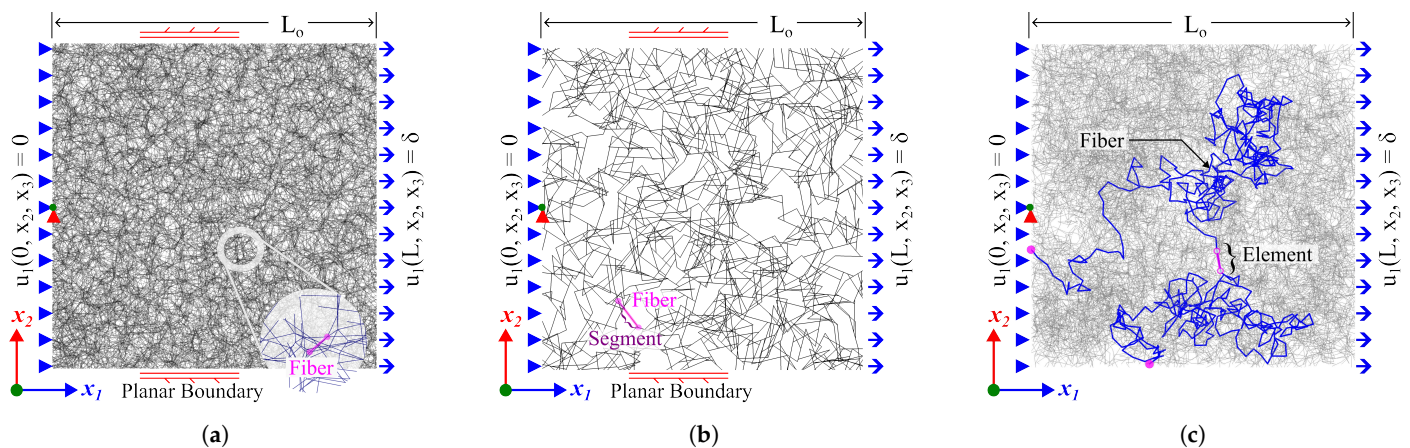 L₀
u₁(0, x₂, x₃) = 0
u₁(L, x₂, x₃) = δ
Fiber
x₂
x₁
Planar Boundary
(a)
L₀
u₁(0, x₂, x₃) = 0
u₁(L, x₂, x₃) = δ
Fiber
Segment
x₂
x₁
Planar Boundary
(b)
L₀
u₁(0, x₂, x₃) = 0
u₁(L, x₂, x₃) = δ
Fiber
Element
x₂
x₁
(c)